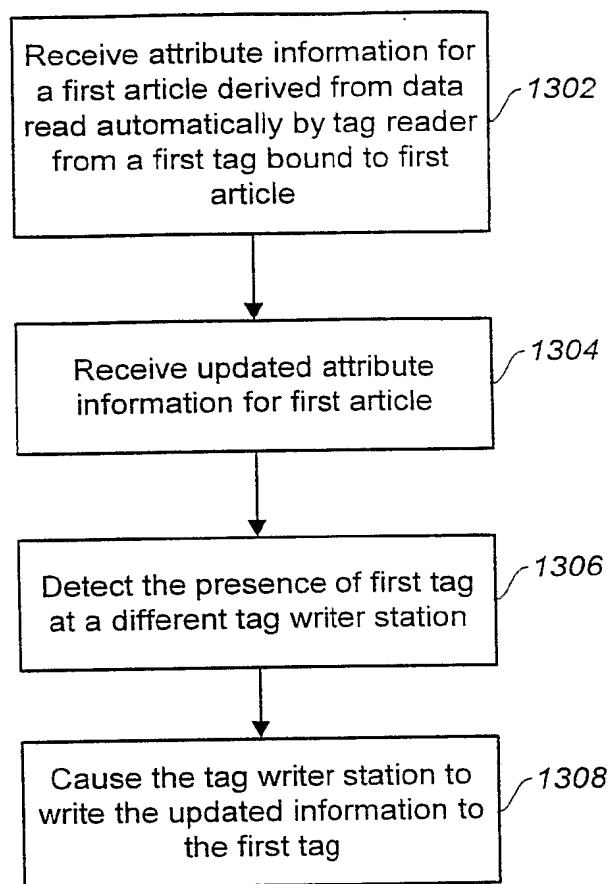 Receive attribute information for
a first article derived from data
read automatically by tag reader
from a first tag bound to first
article
1302
Receive updated attribute
information for first article
1304
Detect the presence of first tag
at a different tag writer station
1306
Cause the tag writer station to
write the updated information to
the first tag
1308